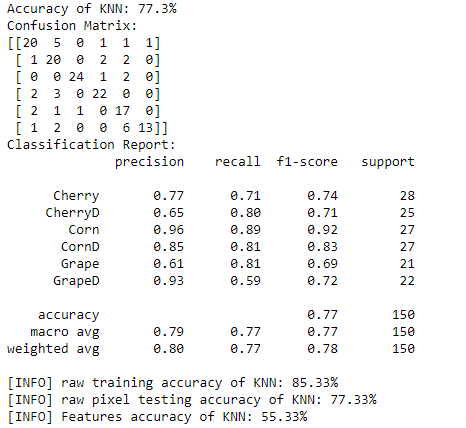 Accuracy of KNN: 77.3%
Confusion Matrix:
[[20  5  0  1  1  1]
 [ 1 20  0  2  2  0]
 [ 0  0 24  1  2  0]
 [ 2  3  0 22  0  0]
 [ 2  1  1  0 17  0]
 [ 1  2  0  0  6 13]]
Classification Report:
              precision    recall  f1-score   support

      Cherry       0.77      0.71      0.74        28
     CherryD       0.65      0.80      0.71        25
        Corn       0.96      0.89      0.92        27
       CornD       0.85      0.81      0.83        27
       Grape       0.61      0.81      0.69        21
      GrapeD       0.93      0.59      0.72        22

    accuracy                           0.77       150
   macro avg       0.79      0.77      0.77       150
weighted avg       0.80      0.77      0.78       150

[INFO] raw training accuracy of KNN: 85.33%
[INFO] raw pixel testing accuracy of KNN: 77.33%
[INFO] Features accuracy of KNN: 55.33%